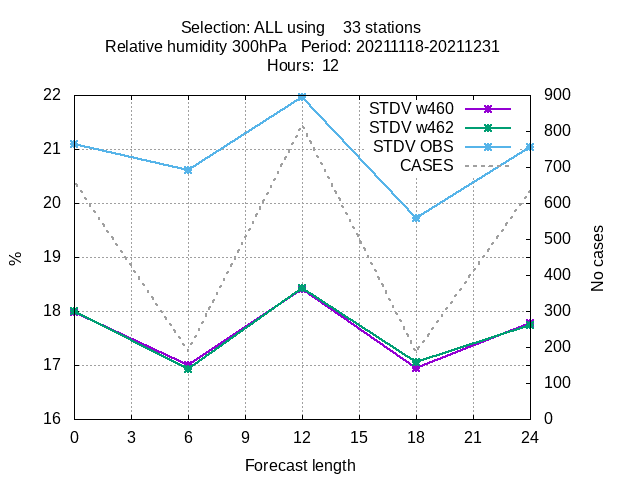 Selection: ALL using    33 stations
Relative humidity 300hPa   Period: 20211118-20211231
Hours:  12
22
21
20
19
18
17
16
%
STDV w460
STDV w462
STDV OBS
CASES
900
800
700
600
500
400
300
200
100
0
No cases
0 3 6 9 12 15 18 21 24
Forecast length